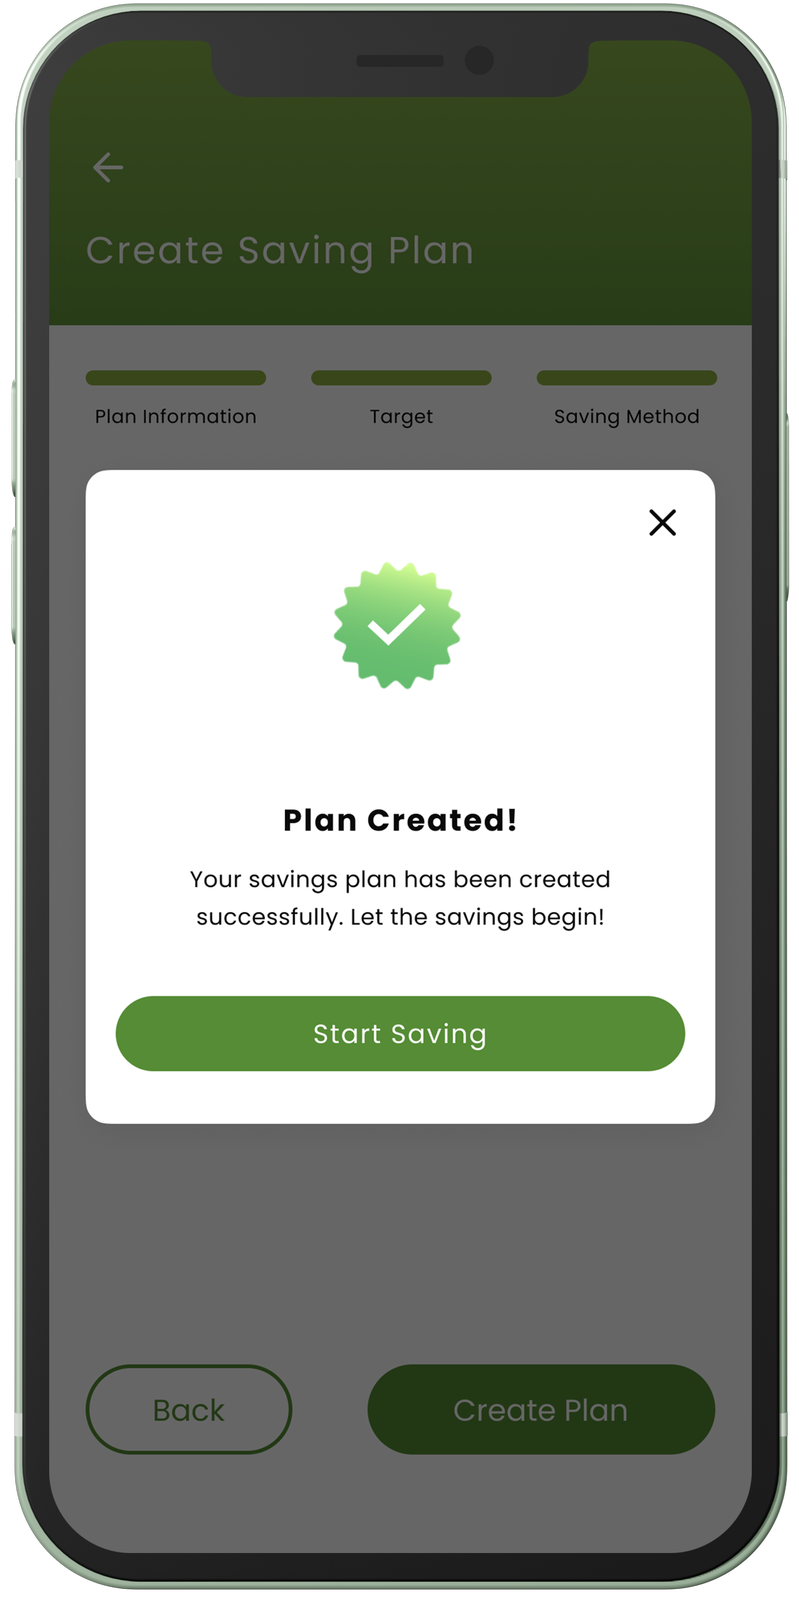 Create Saving Plan
Plan Information
Target
Saving Method
Plan Created!
Your savings plan has been created
successfully. Let the savings begin!
Start Saving
Back
Create Plan